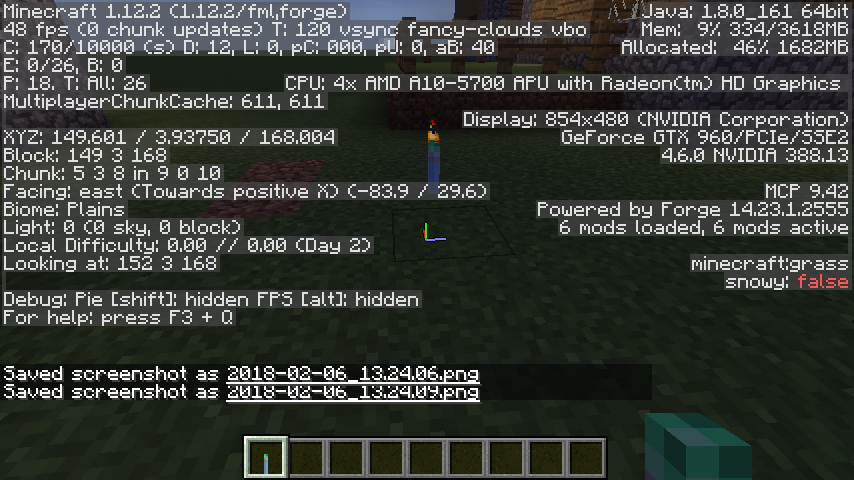 Minecraft 1.12.2 (1.12.2/fml,forge)
48 fps (0 chunk updates) T: 120 vsync fancy-clouds vbo
C: 170/10000 (s) D: 12, L: 0, pC: 000, pU: 0, aB: 40
E: 0/26, B: 0
P: 18. T: All: 26
MultiplayerChunkCache: 611, 611
XYZ: 149.601 / 3.93750 / 168.004
Block: 149 3 168
Chunk: 5 3 8 in 9 0 10
Facing: east (Towards positive X) (-83.9 / 29.6)
Biome: Plains
Light: 0 (0 sky, 0 block)
Local Difficulty: 0.00 // 0.00 (Day 2)
Looking at: 152 3 168
Debug: Pie [shift]: hidden FPS [alt]: hidden
For help: press F3 + Q
Java: 1.8.0_161 64bit
Mem: 9% 334/3618MB
Allocated: 46% 1682MB
CPU: 4x AMD A10-5700 APU with Radeon(tm) HD Graphics
Display: 854x480 (NVIDIA Corporation)
GeForce GTX 960/PCIe/SSE2
4.6.0 NVIDIA 388.13
MCP 9.42
Powered by Forge 14.23.1.2555
6 mods loaded, 6 mods active
minecraft:grass
snowy: false
Saved screenshot as 2018-02-06_13.24.06.png
Saved screenshot as 2018-02-06_13.24.09.png